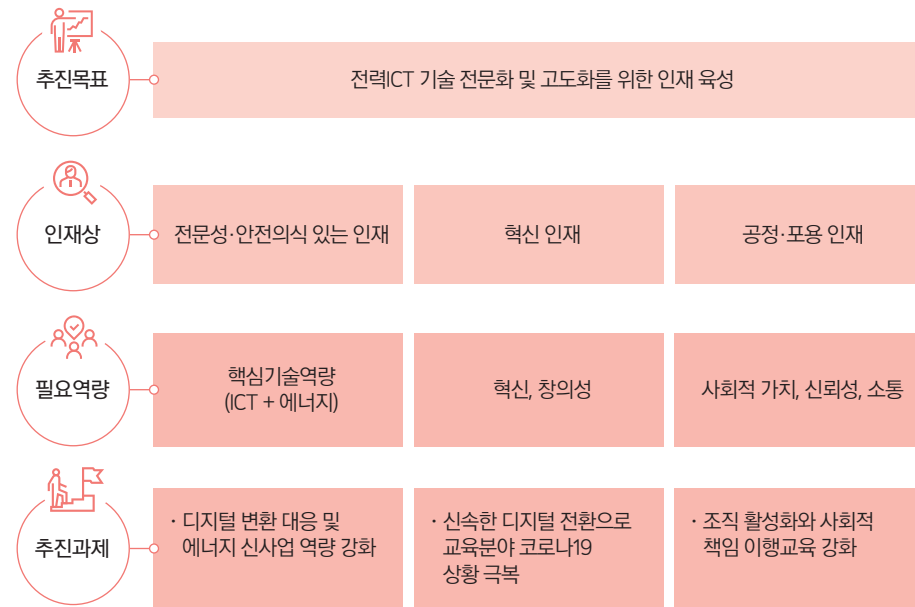 추진목표
전력ICT 기술 전문화 및 고도화를 위한 인재 육성
인재상
전문성·안전의식 있는 인재
혁신 인재
공정·포용 인재
필요역량
핵심기술역량
(ICT + 에너지)
혁신, 창의성
사회적 가치, 신뢰성, 소통
추진과제
· 디지털 변환 대응 및
에너지 신사업 역량 강화
· 신속한 디지털 전환으로
교육분야 코로나19
상황 극복
· 조직 활성화와 사회적
책임 이행교육 강화